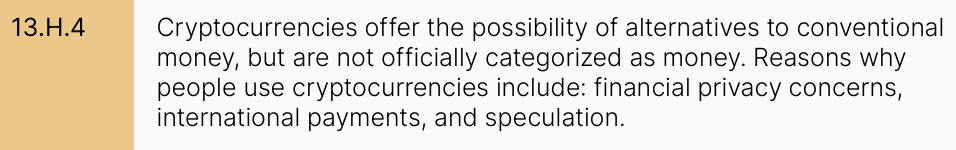 13.H.4
Cryptocurrencies offer the possibility of alternatives to conventional
money, but are not officially categorized as money. Reasons why
people use cryptocurrencies include: financial privacy concerns,
international payments, and speculation.